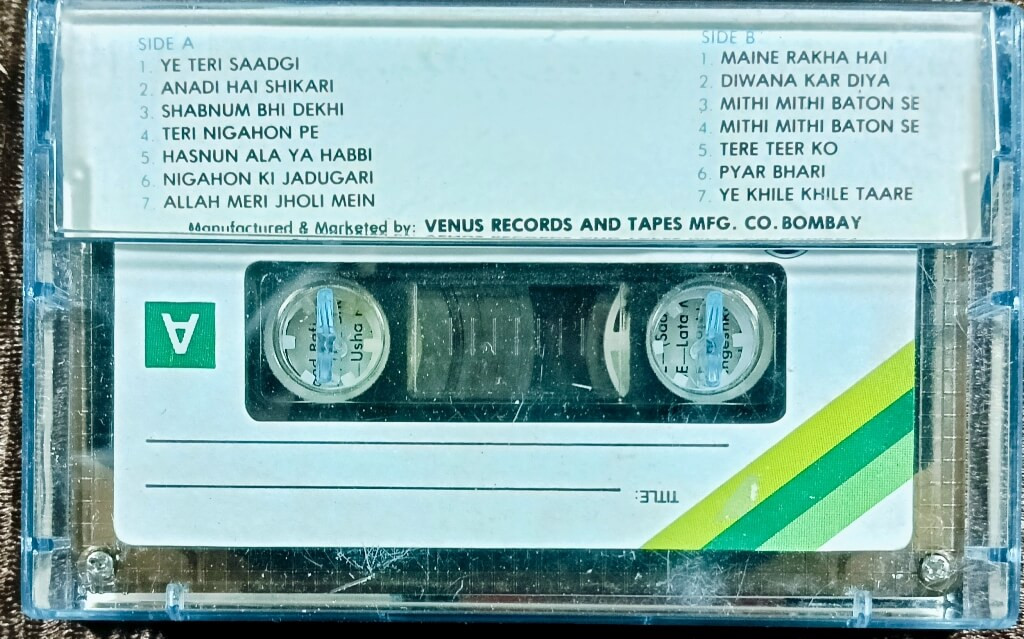 SIDE A
1. YE TERI SAADGI
2. ANADI HAI SHIKARI
3. SHABNUM BHI DEKHI
4. TERI NIGAHON PE
5. HASNUN ALA YA HABBI
6. NIGAHON KI JADUGARI
7. ALLAH MERI JHOLI MEIN
SIDE B
1. MAINE RAKHA HAI
2. DIWANA KAR DIYA
3. MITHI MITHI BATON SE
4. MITHI MITHI BATON SE
5. TERE TEER KO
6. PYAR BHARI
7. YE KHILE KHILE TAARE
Manufactured & Marketed by: VENUS RECORDS AND TAPES MFG. CO. BOMBAY
A
—Usha
E—Lata
TITLE: